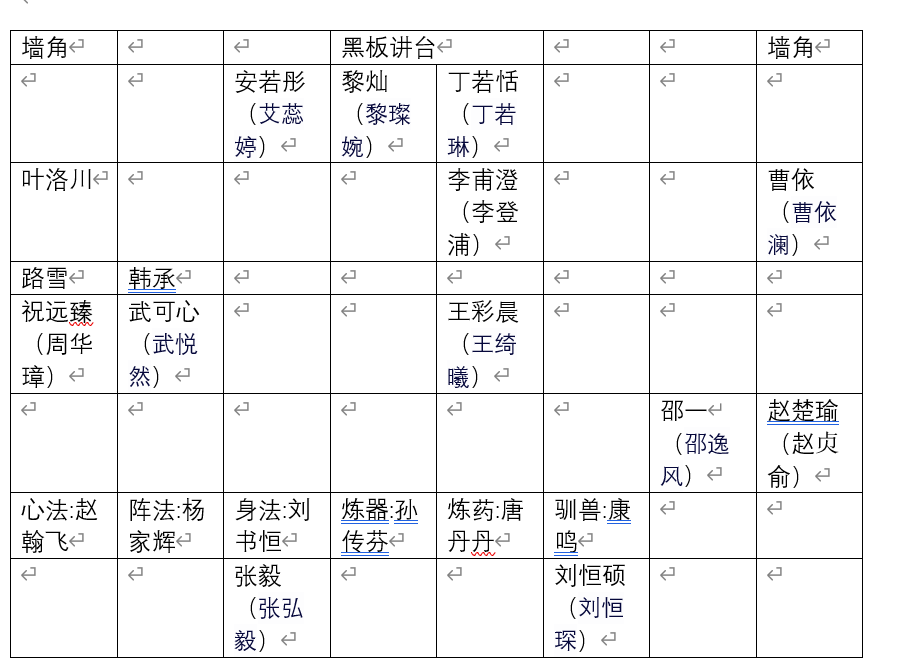 墙角
黑板讲台
墙角
安若彤
（艾蕊
婷）
黎灿
（黎璨
婉）
丁若恬
（丁若
琳）
叶洛川
李甫澄
（李登
浦）
曹依
（曹依
澜）
路雪
韩承
祝远臻
（周华
璋）
武可心
（武悦
然）
王彩晨
（王绮
曦）
邵一
（邵逸
风）
赵楚瑜
（赵贞
俞）
心法:赵
翰飞
阵法:杨
家辉
身法:刘
书恒
炼器:孙
传芬
炼药:唐
丹丹
驯兽:康
鸣
张毅
（张弘
毅）
刘恒硕
（刘恒
琛）